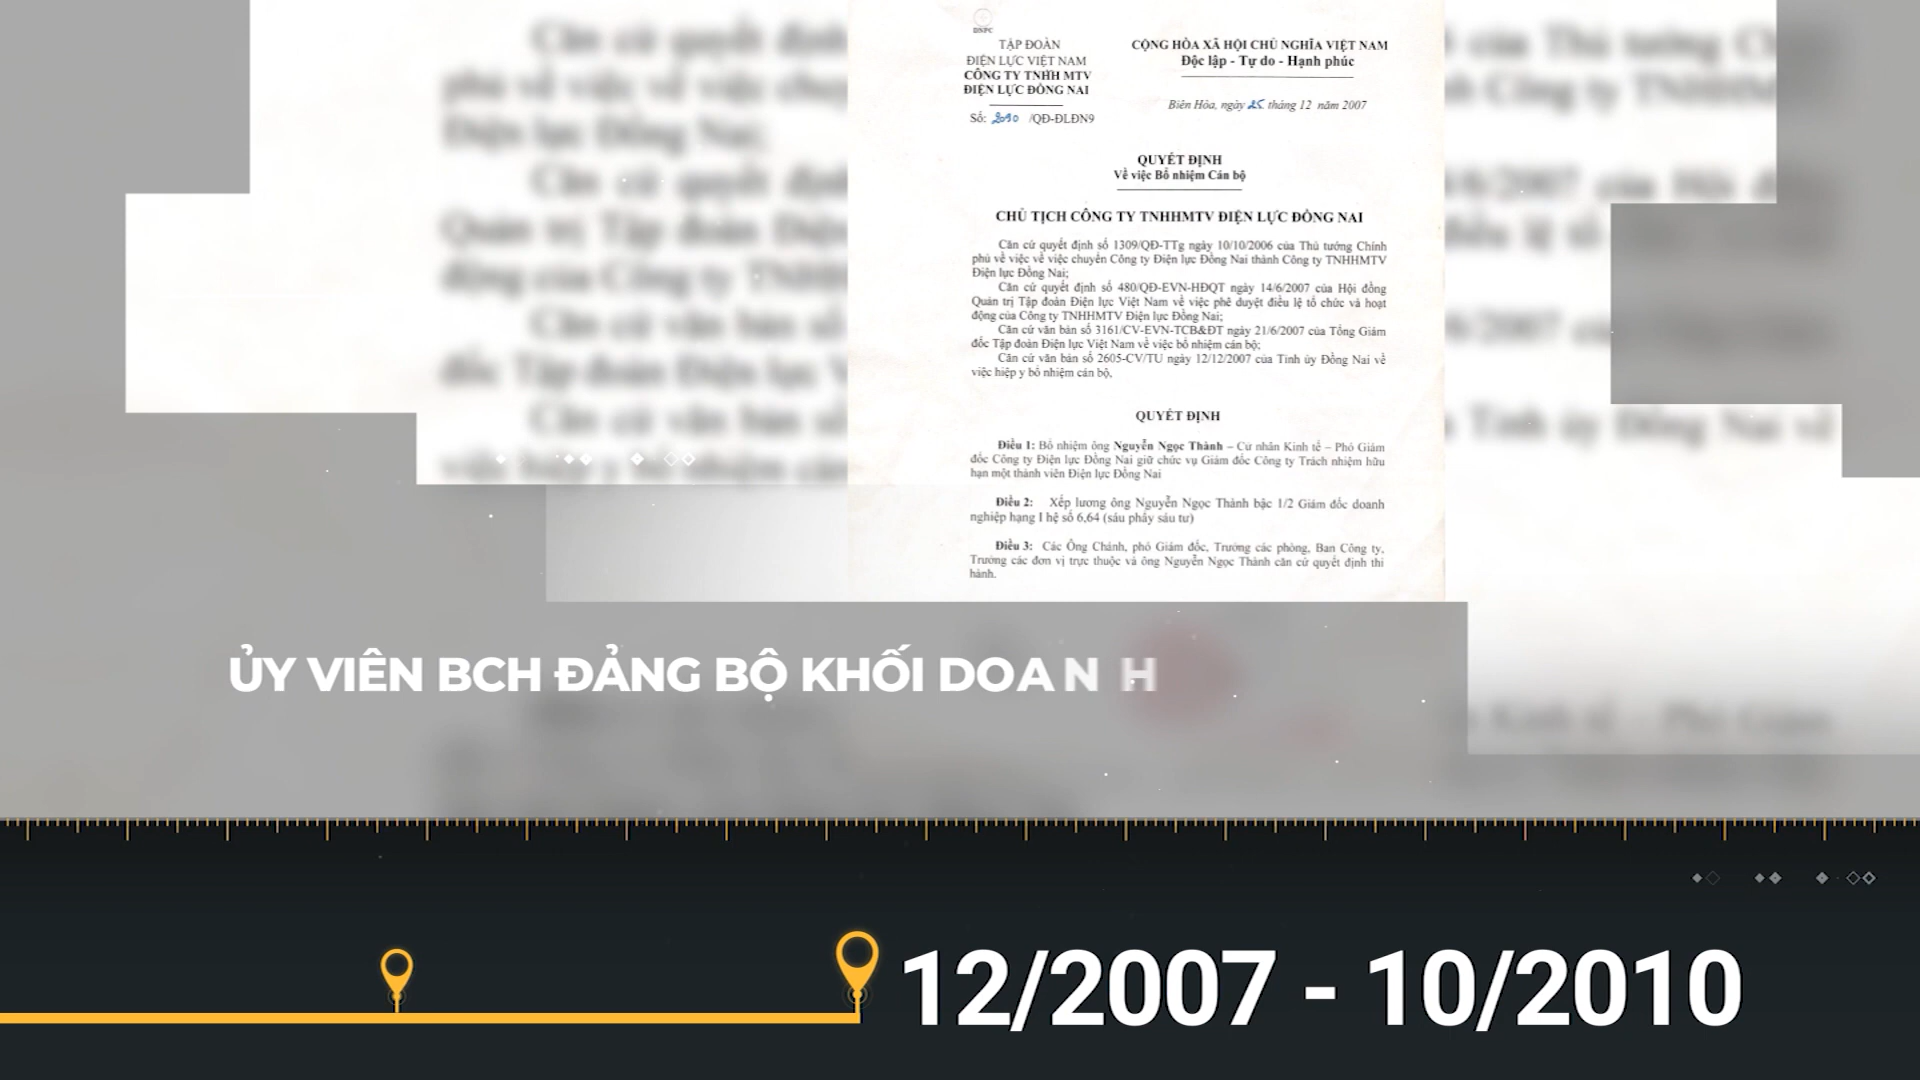 DNPC
TẬP ĐOÀN
ĐIỆN LỰC VIỆT NAM
CÔNG TY TNHH MTV
ĐIỆN LỰC ĐỒNG NAI
Số: 2090 /QĐ-ĐLĐN9
CỘNG HÒA XÃ HỘI CHỦ NGHĨA VIỆT NAM
Độc lập - Tự do - Hạnh phúc
Biên Hòa, ngày 25 tháng 12 năm 2007
QUYẾT ĐỊNH
Về việc Bổ nhiệm Cán bộ
CHỦ TỊCH CÔNG TY TNHHMTV ĐIỆN LỰC ĐỒNG NAI
Căn cứ quyết định số 1309/QĐ-TTg ngày 10/10/2006 của Thủ tướng Chính
phủ về việc về việc chuyển Công ty Điện lực Đồng Nai thành Công ty TNHHMTV
Điện lực Đồng Nai;
Căn cứ quyết định số 480/QĐ-EVN-HĐQT ngày 14/6/2007 của Hội đồng
Quản trị Tập đoàn Điện lực Việt Nam về việc phê duyệt điều lệ tổ chức và hoạt
động của Công ty TNHHMTV Điện lực Đồng Nai;
Căn cứ văn bản số 3161/CV-EVN-TCB&ĐT ngày 21/6/2007 của Tổng Giám
đốc Tập đoàn Điện lực Việt Nam về việc bổ nhiệm cán bộ;
Căn cứ văn bản số 2605-CV/TU ngày 12/12/2007 của Tỉnh ủy Đồng Nai về
việc hiệp y bổ nhiệm cán bộ,
QUYẾT ĐỊNH
Điều 1: Bổ nhiệm ông Nguyễn Ngọc Thành – Cử nhân Kinh tế – Phó Giám
đốc Công ty Điện lực Đồng Nai giữ chức vụ Giám đốc Công ty Trách nhiệm hữu
hạn một thành viên Điện lực Đồng Nai
Điều 2: Xếp lương ông Nguyễn Ngọc Thành bậc 1/2 Giám đốc doanh
nghiệp hạng I hệ số 6,64 (sáu phẩy sáu tư)
Điều 3: Các Ông Chánh, phó Giám đốc, Trưởng các phòng, Ban Công ty,
Trưởng các đơn vị trực thuộc và ông Nguyễn Ngọc Thành căn cứ quyết định thi
hành.
ỦY VIÊN BCH ĐẢNG BỘ KHỐI DOANH
12/2007 - 10/2010